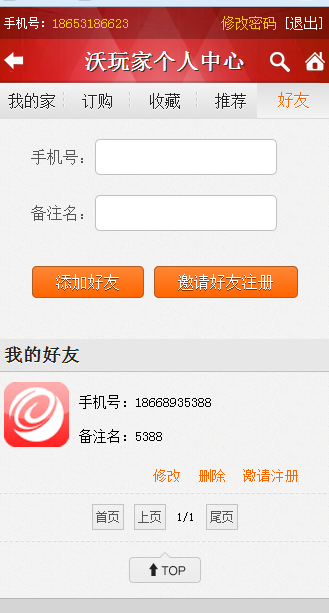 手机号：18653186623 修改密码 [退出]
沃玩家个人中心
我的家 订购 收藏 推荐 好友
手机号：
备注名：
添加好友 邀请好友注册
我的好友
手机号：18668935388
备注名：5388
修改 删除 邀请注册
首页 上页 1/1 尾页
TOP